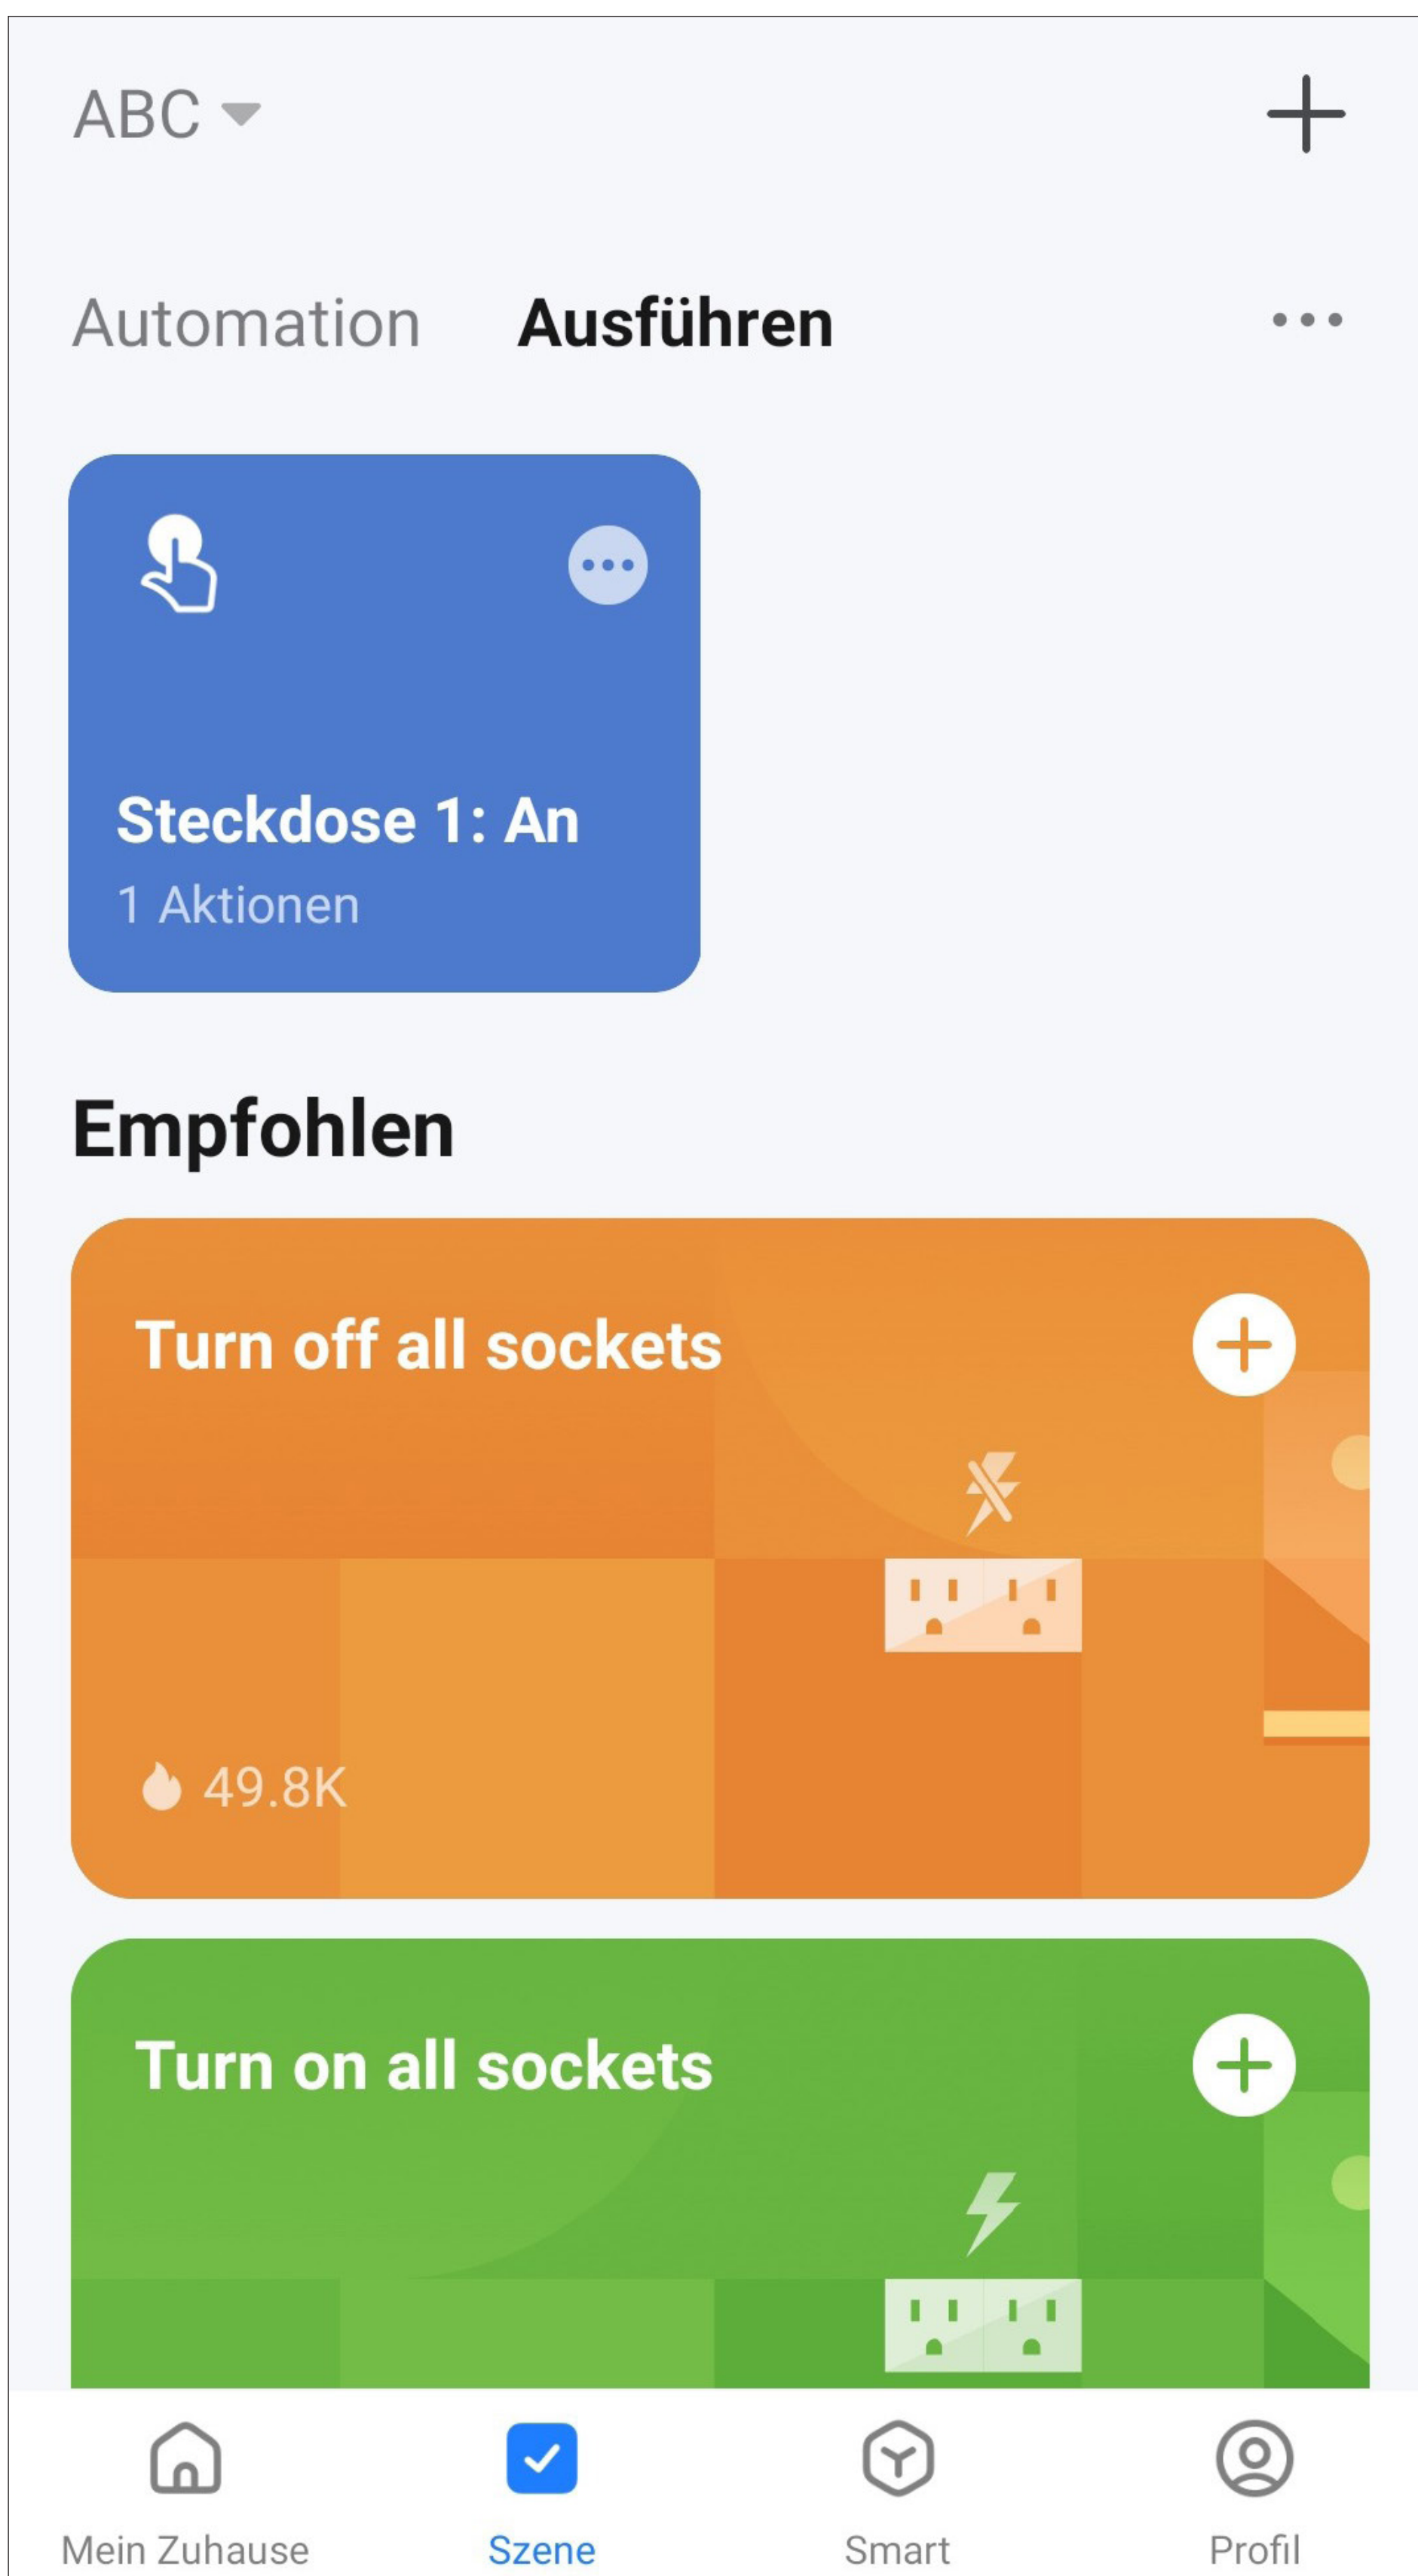 ABC
Automation Ausführen
Steckdose 1: An
1 Aktionen
Empfohlen
Turn off all sockets
49.8K
Turn on all sockets
Mein Zuhause Szene Smart Profil